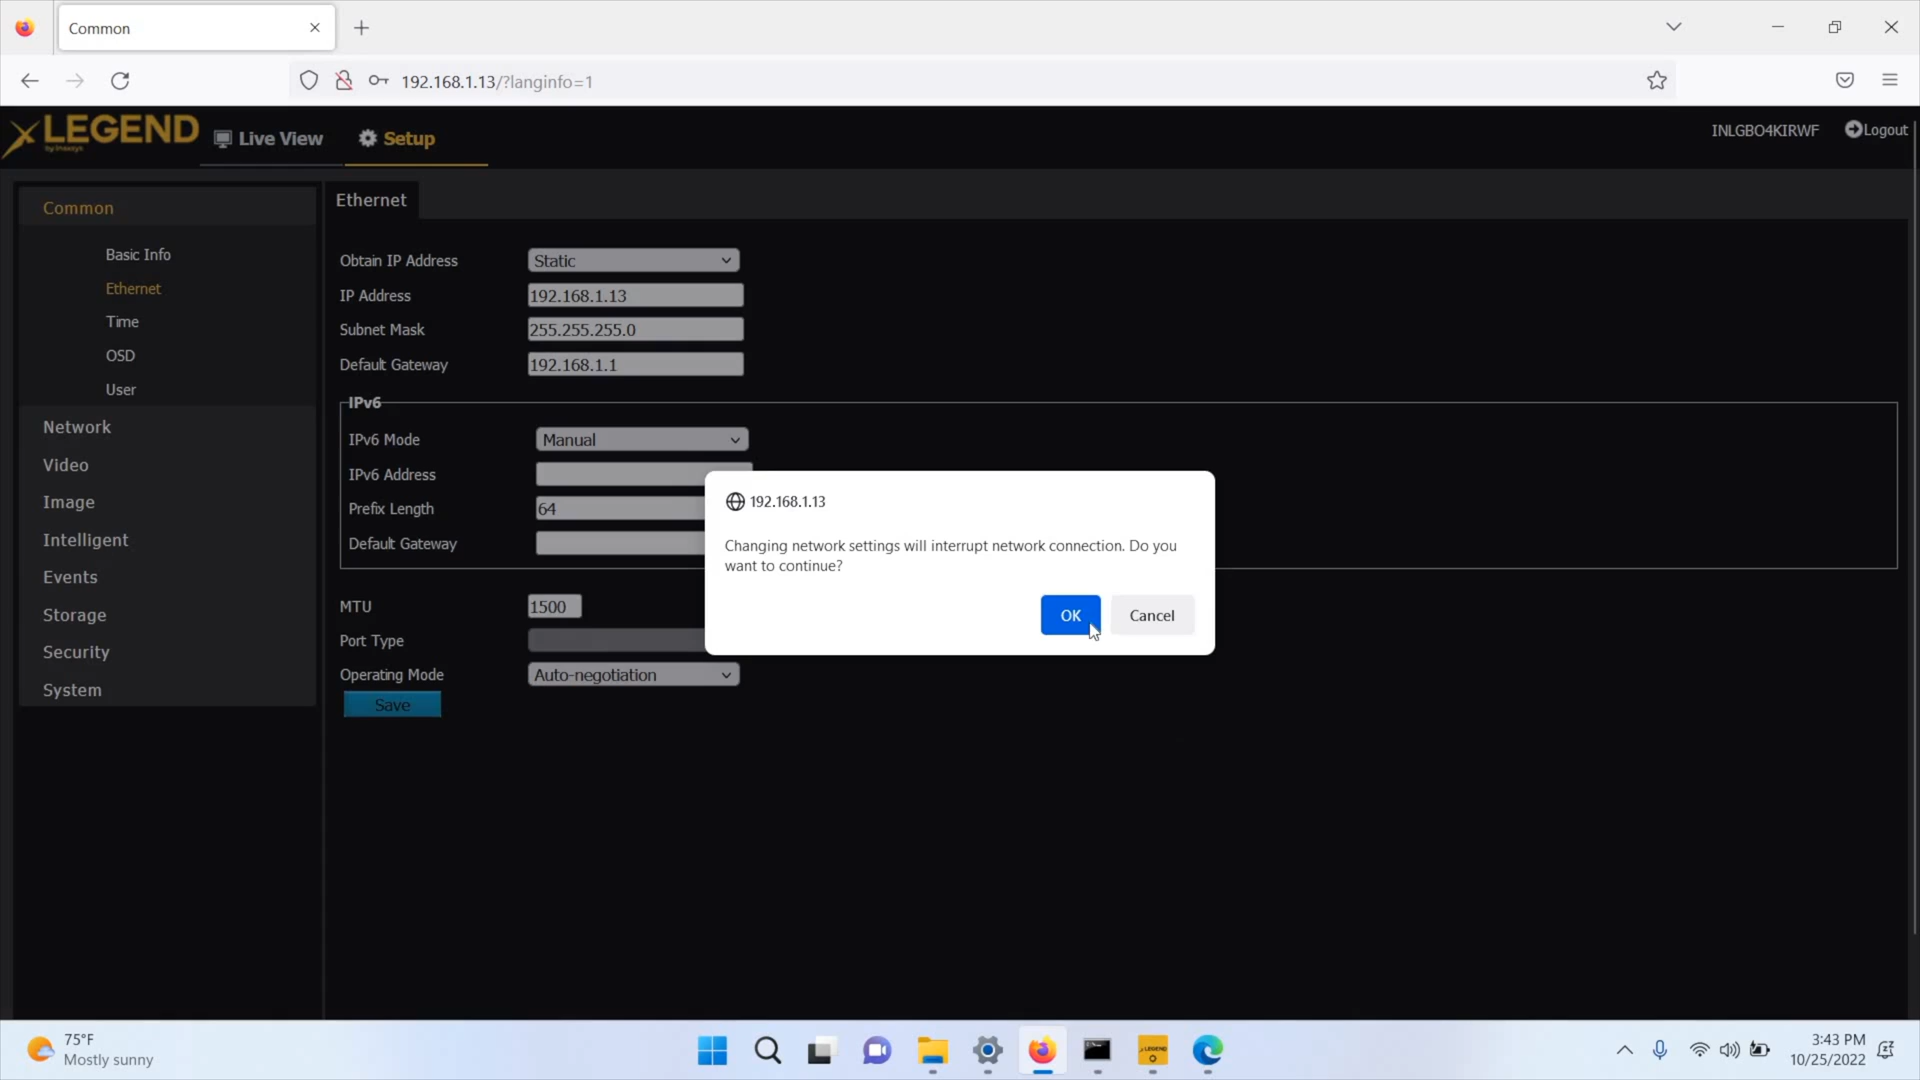 Common
192.168.1.13/?langinfo=1
LEGEND
Live View
Setup
INLGBO4KIRWF
Logout
Common
Basic Info
Ethernet
Time
OSD
User
Network
Video
Image
Intelligent
Events
Storage
Security
System
Ethernet
Obtain IP Address Static
IP Address 192.168.1.13
Subnet Mask 255.255.255.0
Default Gateway 192.168.1.1
IPv6
IPv6 Mode Manual
IPv6 Address
Prefix Length 64
Default Gateway
MTU 1500
Port Type
Operating Mode Auto-negotiation
Save
192.168.1.13
Changing network settings will interrupt network connection. Do you
want to continue?
OK Cancel
75°F
Mostly sunny
LEGEND
3:43 PM
10/25/2022